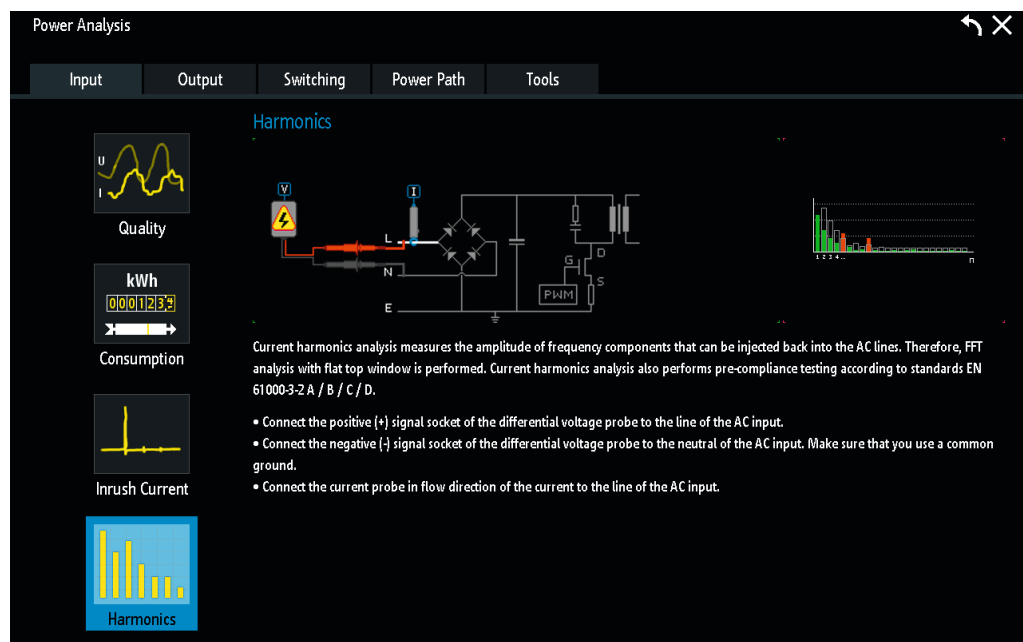 Power Analysis
Input
Output
Switching
Power Path
Tools
Harmonics
U
I
Quality
kWh
000123,4
Consumption
Inrush Current
Harmonics
V
I
L
N
E
G
D
S
PWM
1 2 3 4 ...
n
Current harmonics analysis measures the amplitude of frequency components that can be injected back into the AC lines. Therefore, FFT
analysis with flat top window is performed. Current harmonics analysis also performs pre-compliance testing according to standards EN
61000-3-2 A / B / C / D.
• Connect the positive (+) signal socket of the differential voltage probe to the line of the AC input.
• Connect the negative (-) signal socket of the differential voltage probe to the neutral of the AC input. Make sure that you use a common
ground.
• Connect the current probe in flow direction of the current to the line of the AC input.